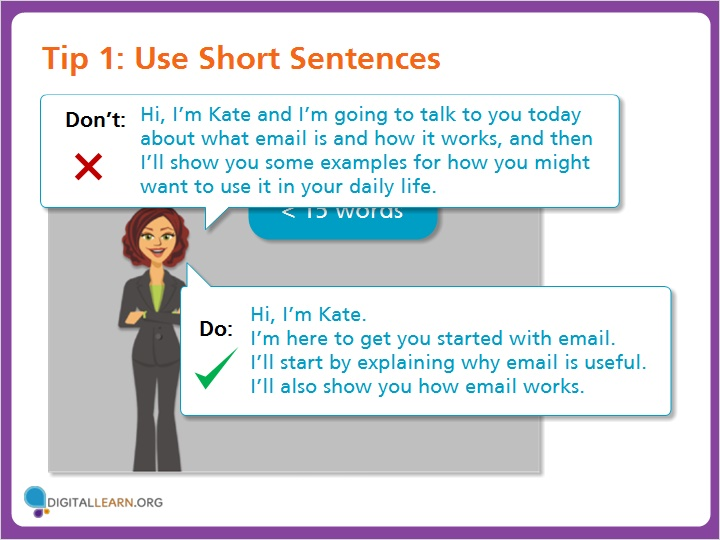 Tip 1: Use Short Sentences
Don't:
Hi, I'm Kate and I'm going to talk to you today
about what email is and how it works, and then
I'll show you some examples for how you might
want to use it in your daily life.
< 15 words
Do:
Hi, I'm Kate.
I'm here to get you started with email.
I'll start by explaining why email is useful.
I'll also show you how email works.
DIGITALLEARN.ORG